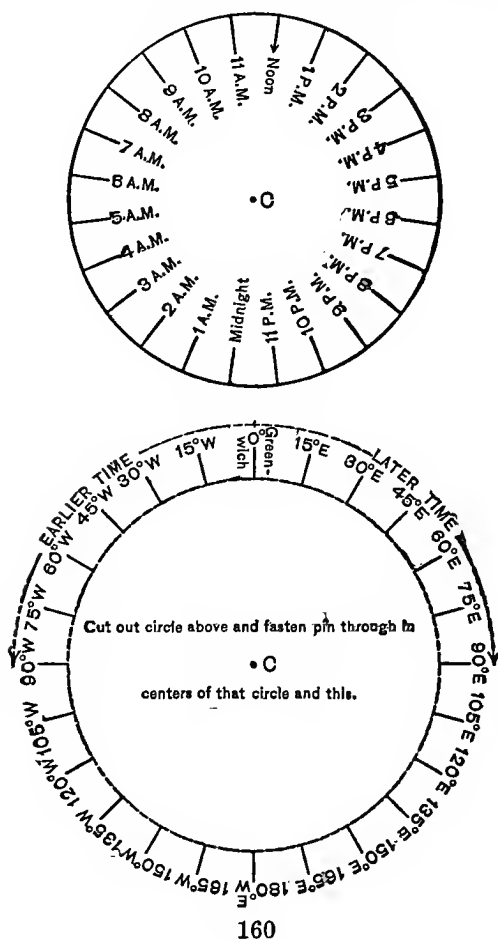 Noon
1 P.M.
2 P.M.
3 P.M.
4 P.M.
5 P.M.
6 P.M.
7 P.M.
8 P.M.
9 P.M.
10 P.M.
11 P.M.
Midnight
1 A.M.
2 A.M.
3 A.M.
4 A.M.
5 A.M.
6 A.M.
7 A.M.
8 A.M.
9 A.M.
10 A.M.
11 A.M.
C
EARLIER TIME
LATER TIME
0°
Green-
wich
15°E
30°E
45°E
60°E
75°E
90°E
105°E
120°E
135°E
150°E
165°E
180°W
E
165°W
150°W
135°W
120°W
105°W
90°W
75°W
60°W
45°W
30°W
15°W
Cut out circle above and fasten pin through in
C
centers of that circle and this.
160